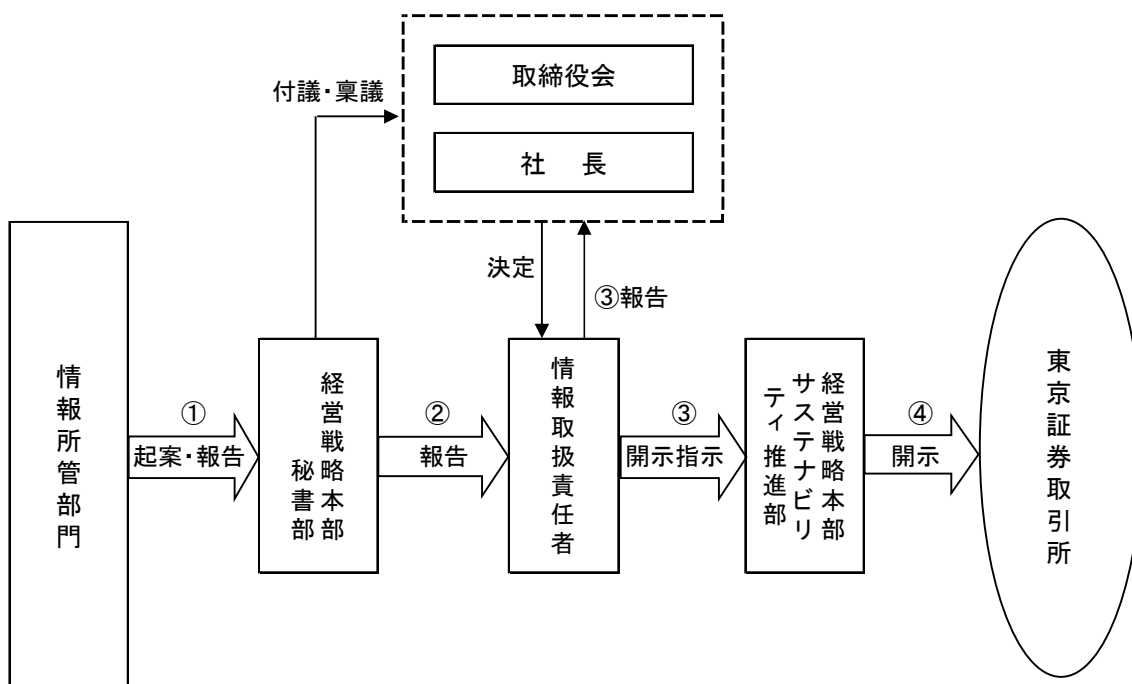 取締役会
社　長
付議・稟議
決定
③報告
情報所管部門
①
起案・報告
経営戦略本部
秘書部
②
報告
情報取扱責任者
③
開示指示
経営戦略本部
サステナビリ
ティ推進部
④
開示
東京証券取引所